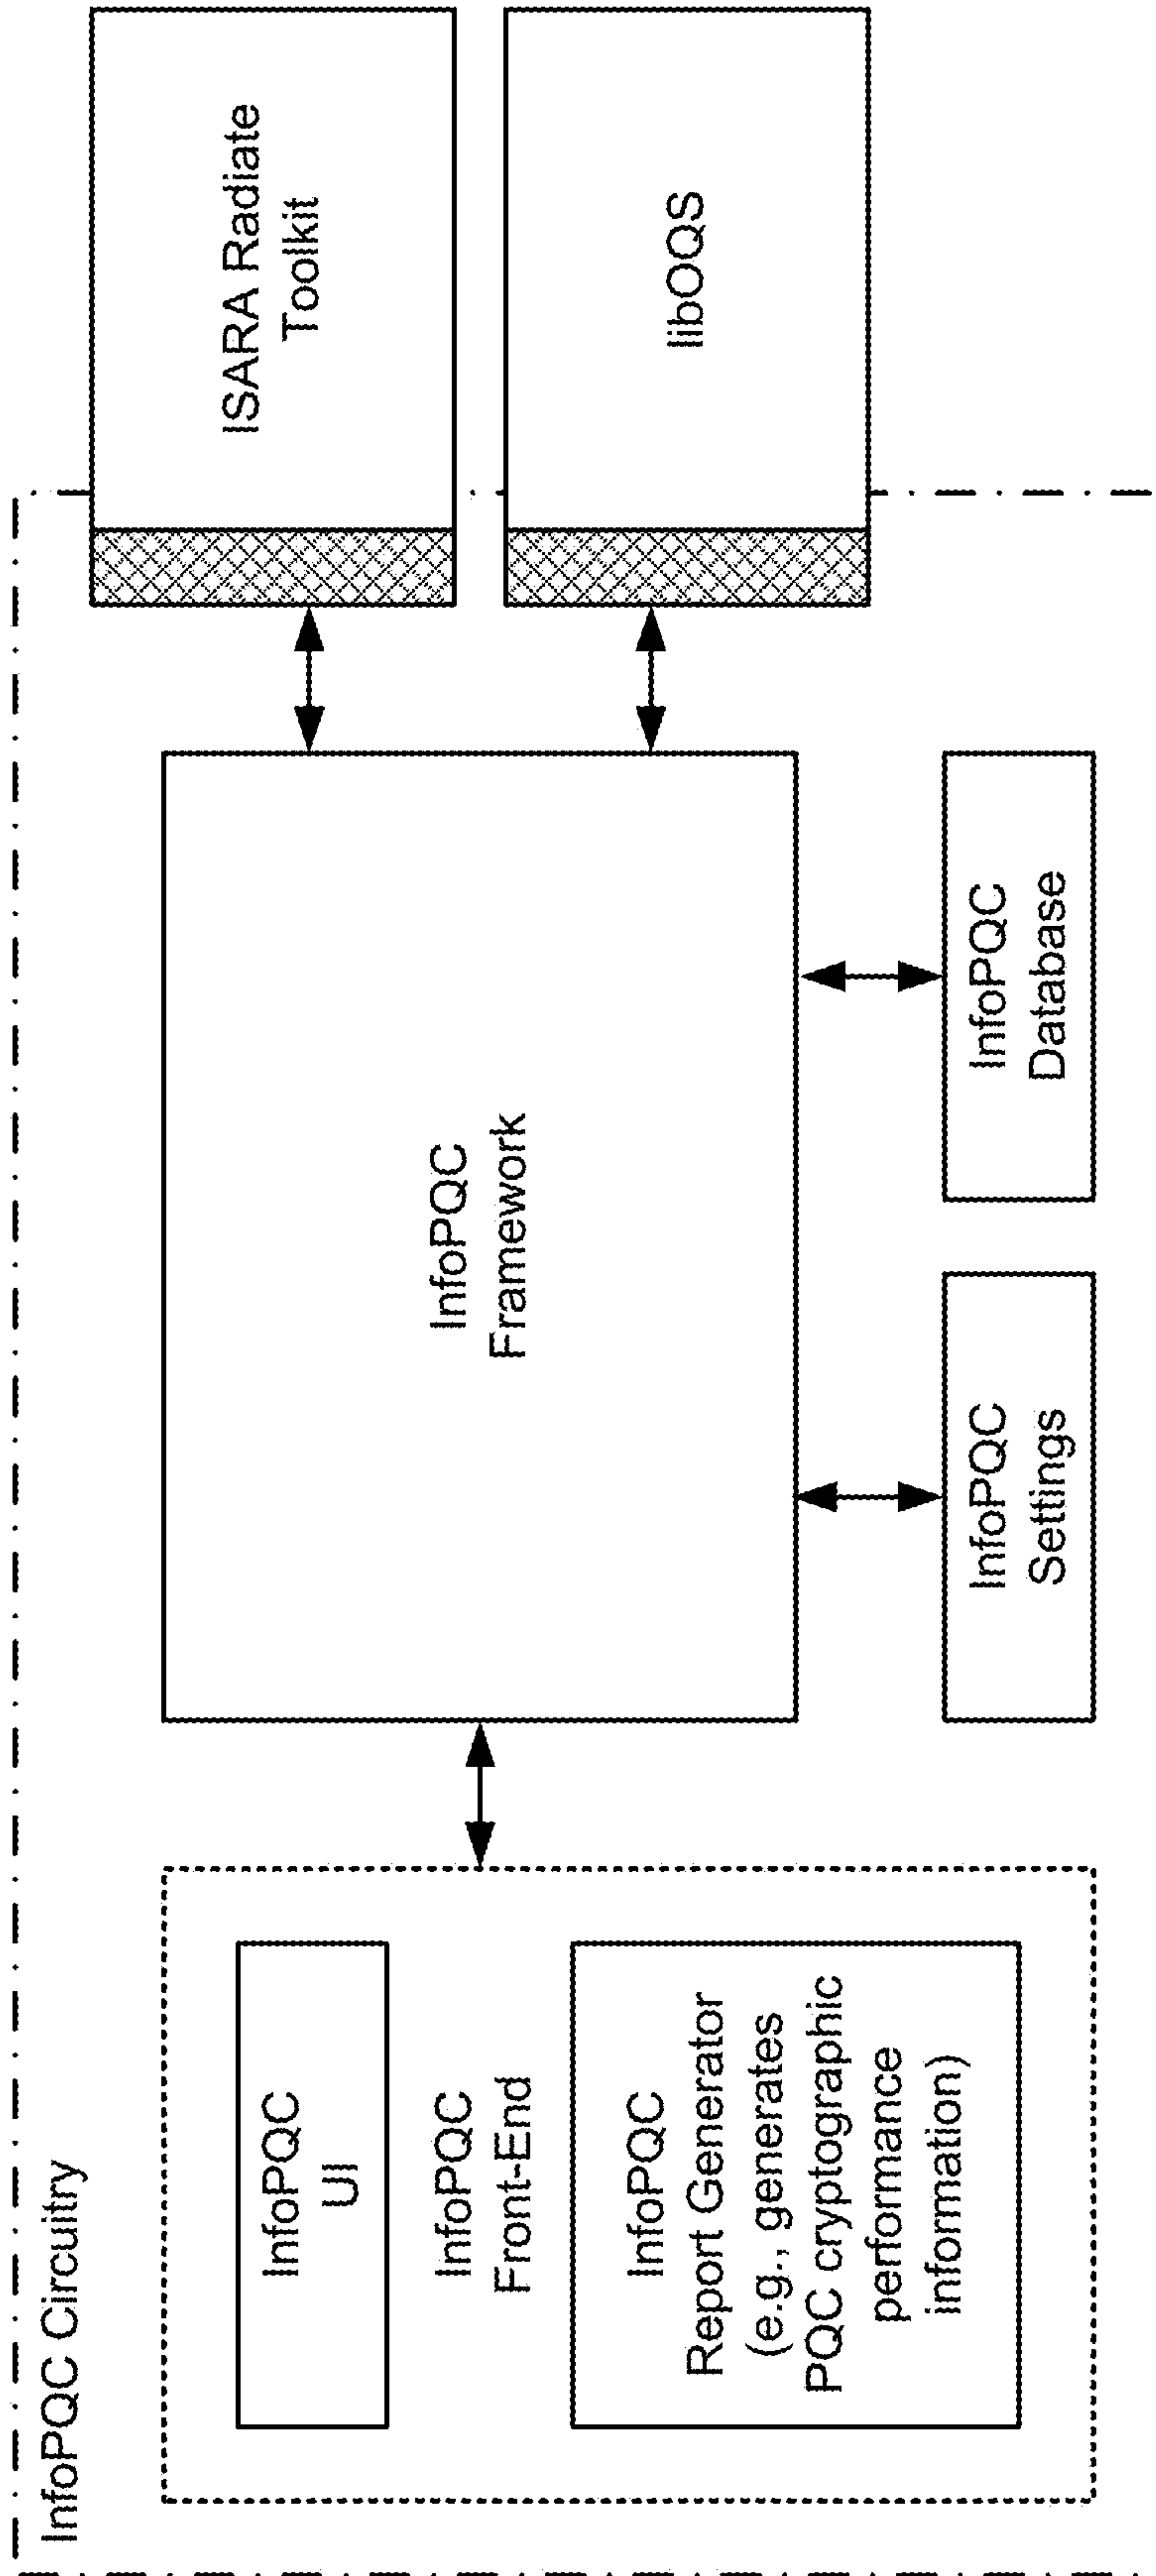 InfoPQC Circuitry
InfoPQC
UI
InfoPQC
Front-End
InfoPQC
Report Generator
(e.g., generates
PQC cryptographic
performance
information)
InfoPQC
Framework
InfoPQC
Settings
InfoPQC
Database
ISARA Radiate
Toolkit
libOQS